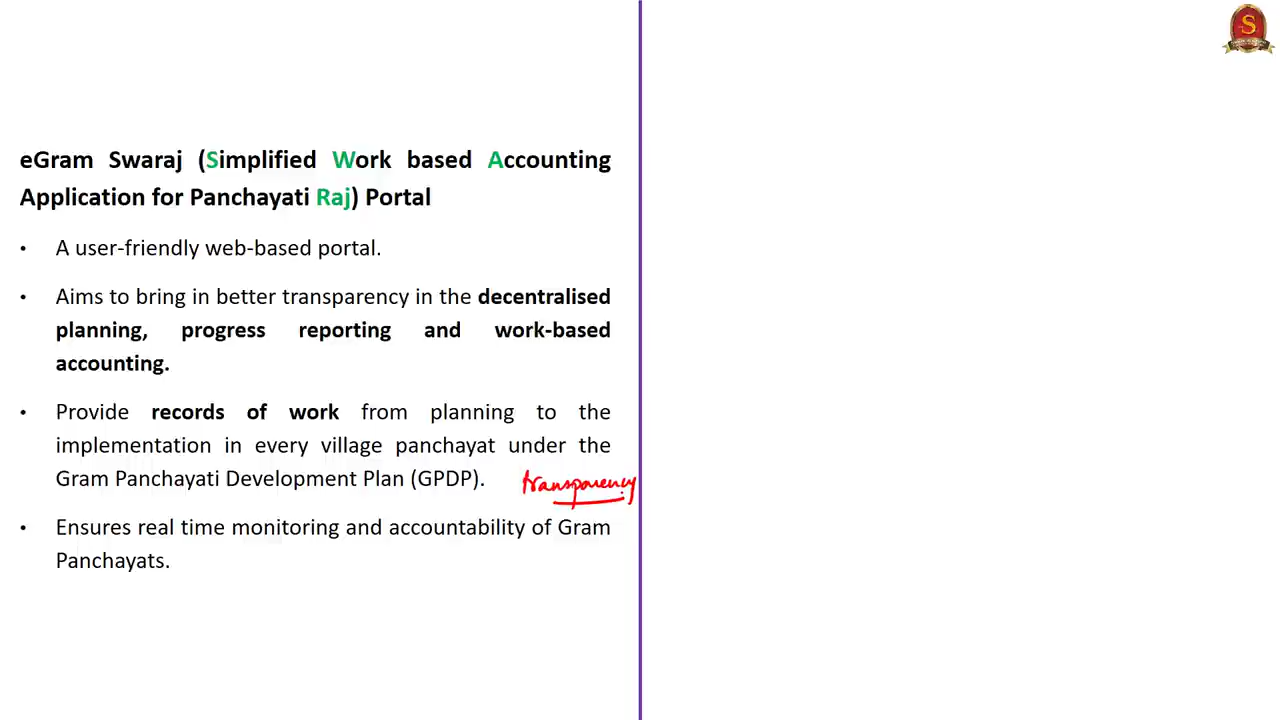 eGram Swaraj (Simplified Work based Accounting
Application for Panchayati Raj) Portal
• A user-friendly web-based portal.
• Aims to bring in better transparency in the decentralised
planning, progress reporting and work-based
accounting.
• Provide records of work from planning to the
implementation in every village panchayat under the
Gram Panchayati Development Plan (GPDP).
transparency
• Ensures real time monitoring and accountability of Gram
Panchayats.
S